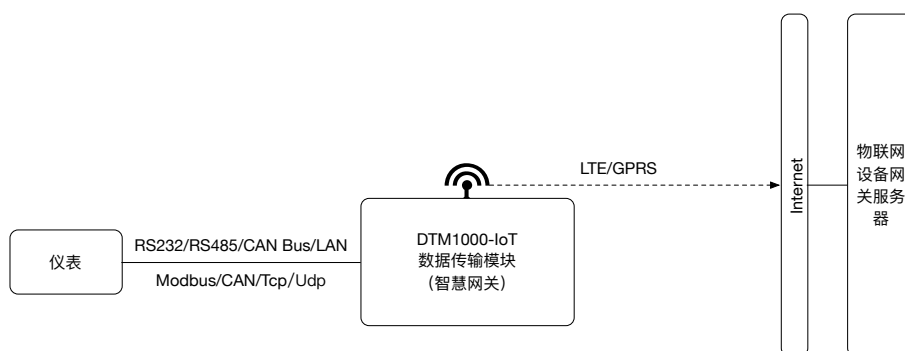 仪表
RS232/RS485/CAN Bus/LAN
Modbus/CAN/Tcp/Udp
DTM1000-IoT
数据传输模块
（智慧网关）
LTE/GPRS
Internet
物联网
设备网
关服务
器